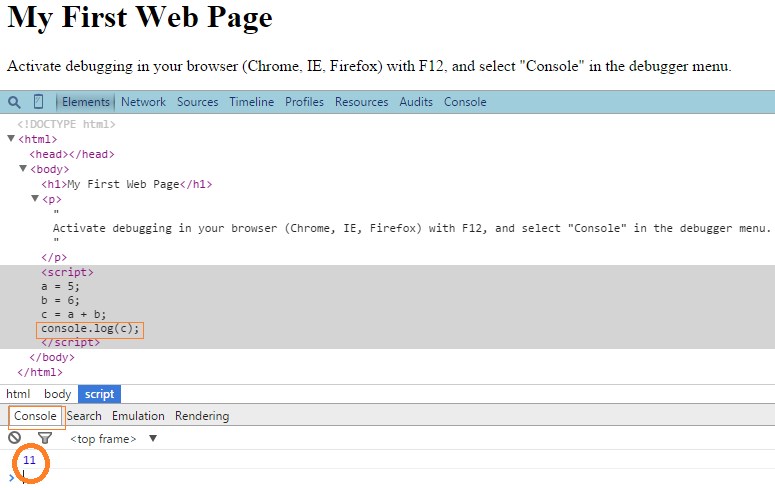 My First Web Page
Activate debugging in your browser (Chrome, IE, Firefox) with F12, and select "Console" in the debugger menu.
Elements Network Sources Timeline Profiles Resources Audits Console
<!DOCTYPE html>
▼<html>
<head></head>
▼<body>
<h1>My First Web Page</h1>
▼<p>
"
Activate debugging in your browser (Chrome, IE, Firefox) with F12, and select "Console" in the debugger menu.
"
</p>
<script>
a = 5;
b = 6;
c = a + b;
console.log(c);
</script>
</body>
</html>
html body script
Console Search Emulation Rendering
<top frame> ▼
11
>